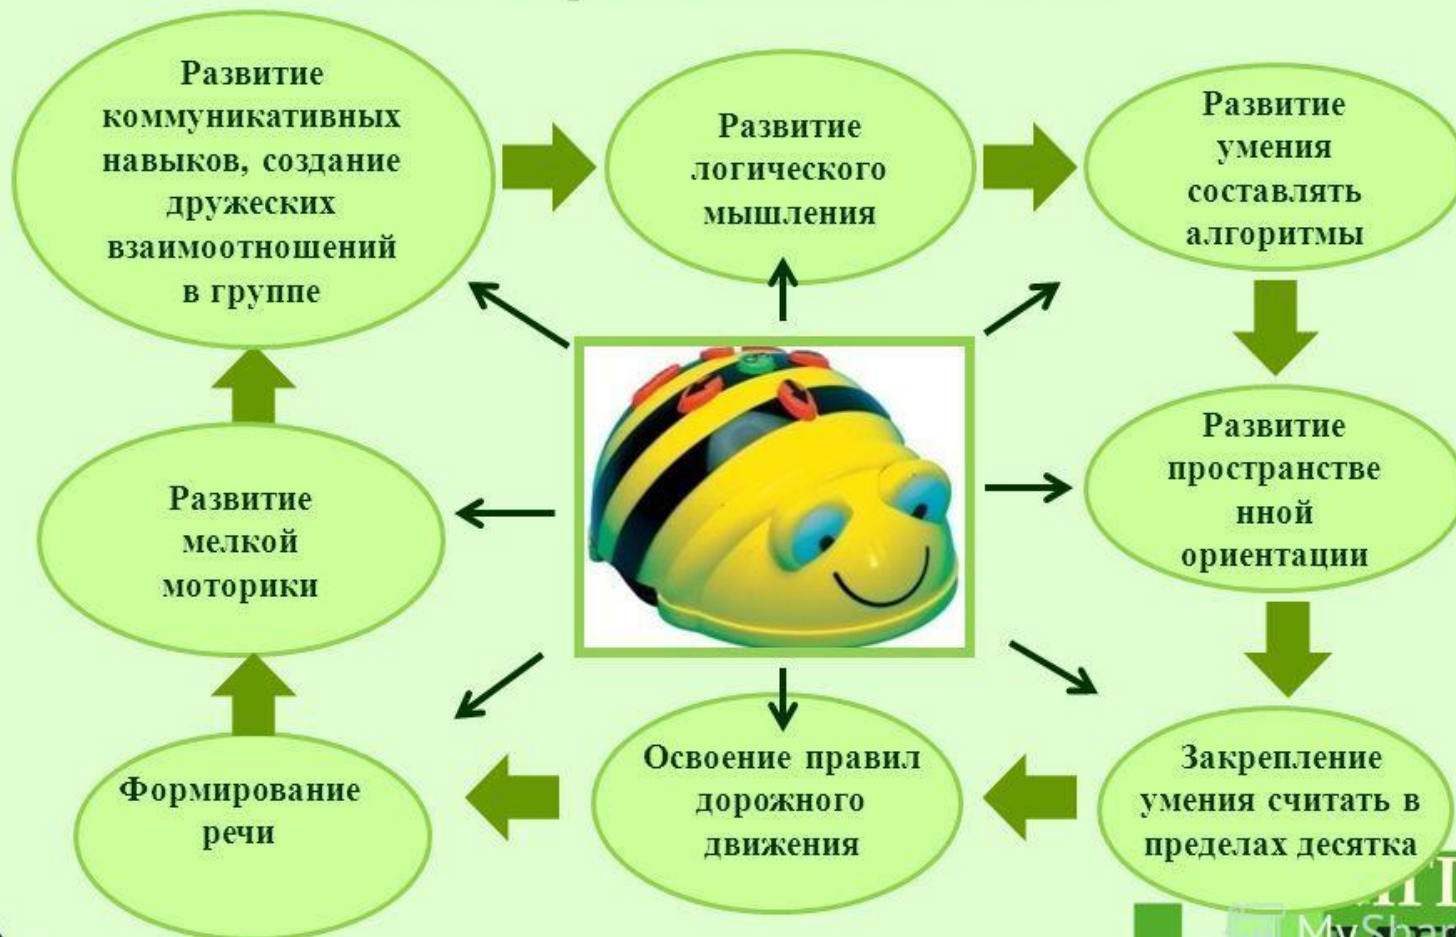 Развитие
коммуникативных
навыков, создание
дружеских
взаимоотношений
в группе
Развитие
логического
мышления
Развитие
умения
составлять
алгоритмы
Развитие
мелкой
моторики
Развитие
пространстве
нной
ориентации
Формирование
речи
Освоение правил
дорожного
движения
Закрепление
умения считать в
пределах десятка